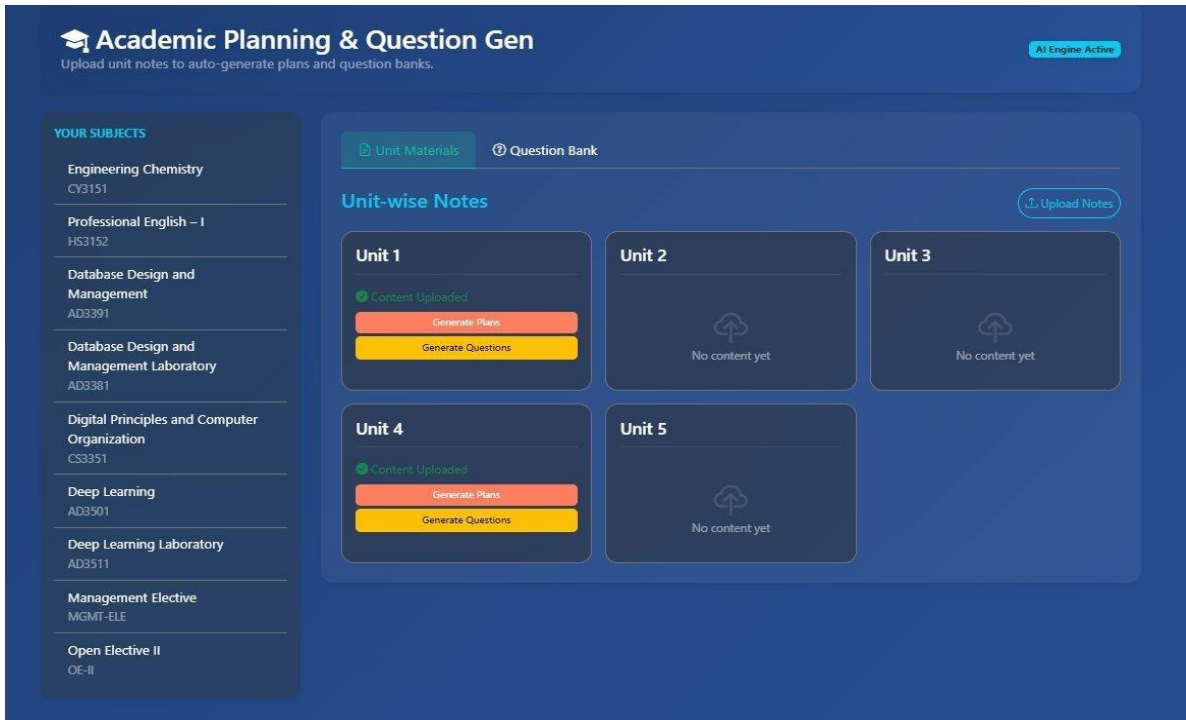 Academic Planning & Question Gen
Upload unit notes to auto-generate plans and question banks.
AI Engine Active
YOUR SUBJECTS
Engineering Chemistry
CY3151
Professional English – I
HS3152
Database Design and
Management
AD3391
Database Design and
Management Laboratory
AD3381
Digital Principles and Computer
Organization
CS3351
Deep Learning
AD3501
Deep Learning Laboratory
AD3511
Management Elective
MGMT-ELE
Open Elective II
OE-II
Unit Materials
Question Bank
Unit-wise Notes
Upload Notes
Unit 1
Content Uploaded
Generate Plans
Generate Questions
Unit 2
No content yet
Unit 3
No content yet
Unit 4
Content Uploaded
Generate Plans
Generate Questions
Unit 5
No content yet